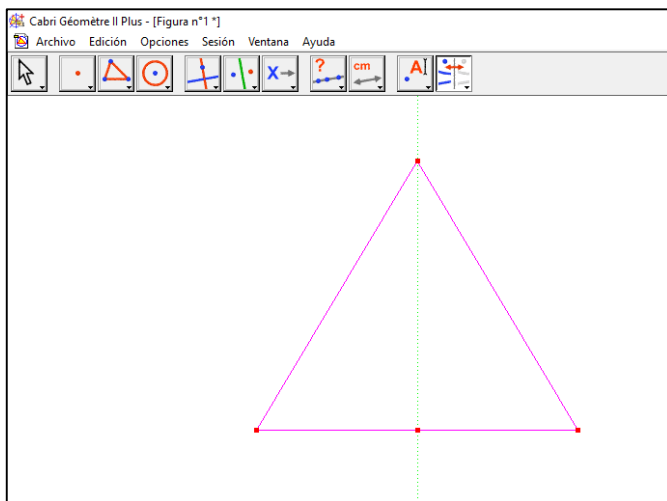 Cabri Géomètre II Plus - [Figura n°1 *]
Archivo Edición Opciones Sesión Ventana Ayuda
X ? cm A